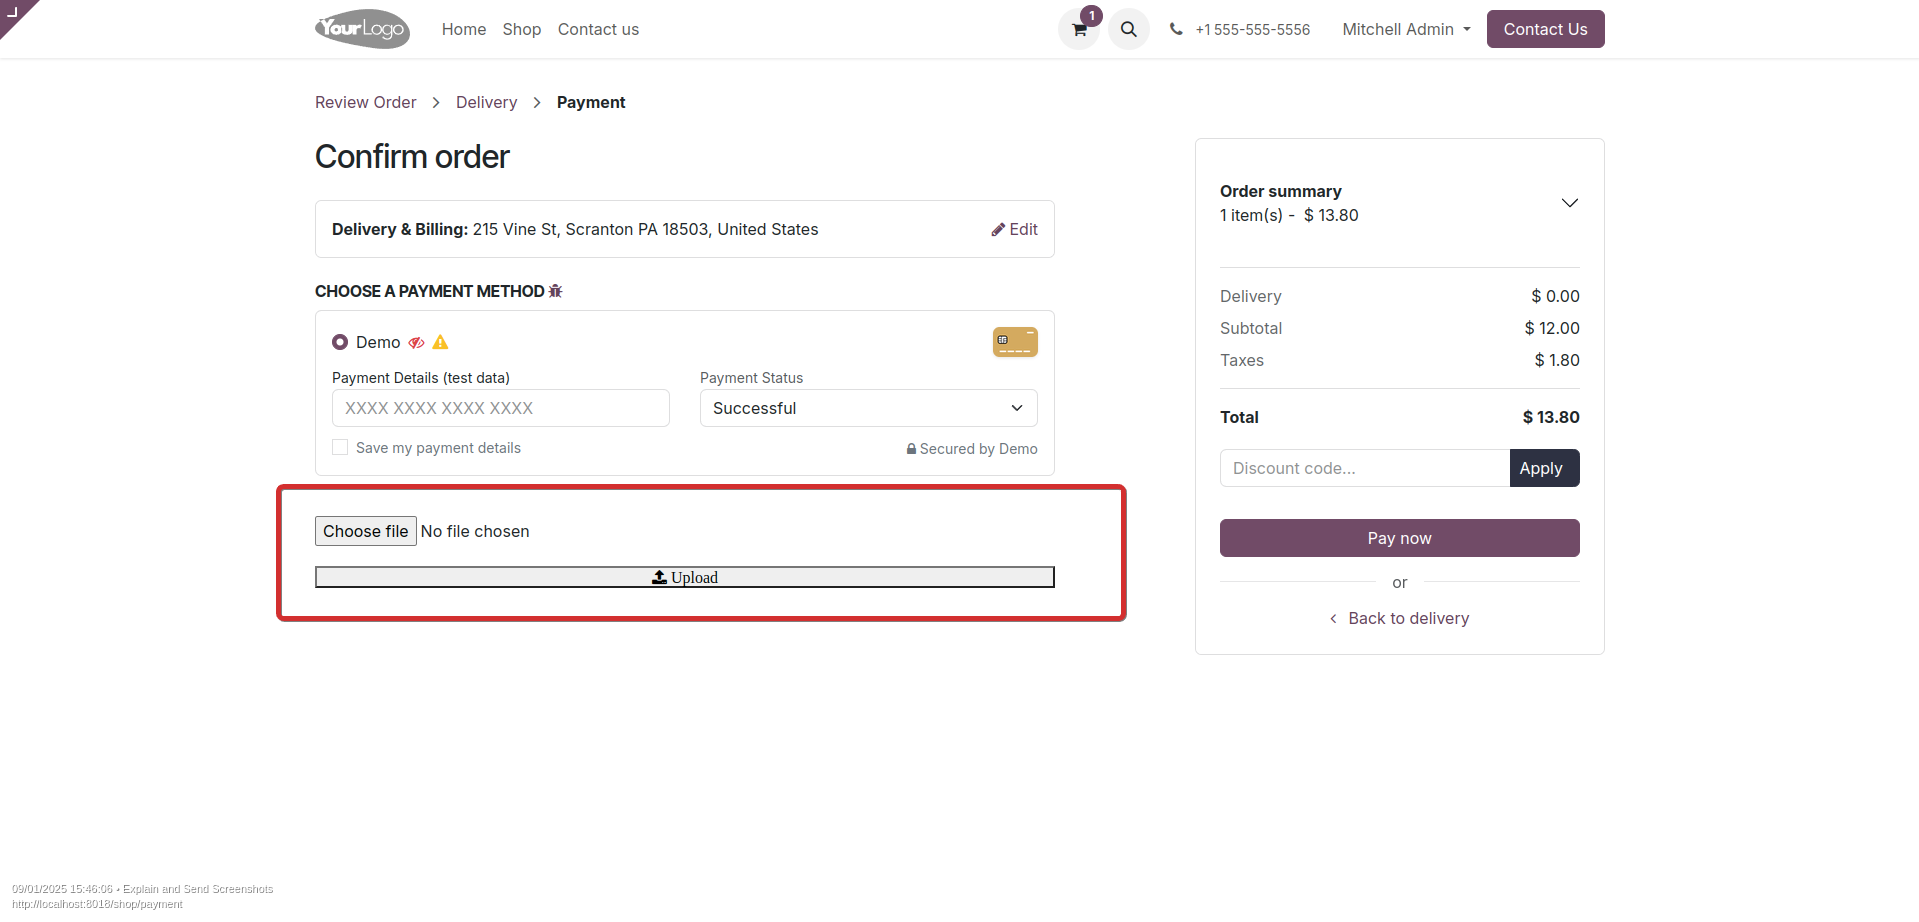 YourLogo
Home Shop Contact us
1
+1 555-555-5556
Mitchell Admin
Contact Us
Review Order > Delivery > Payment
Confirm order
Delivery & Billing: 215 Vine St, Scranton PA 18503, United States
Edit
CHOOSE A PAYMENT METHOD
Demo
Payment Details (test data)
Payment Status
XXXX XXXX XXXX XXXX
Successful
Save my payment details
Secured by Demo
Choose file No file chosen
Upload
Order summary
1 item(s) - $ 13.80
Delivery $ 0.00
Subtotal $ 12.00
Taxes $ 1.80
Total $ 13.80
Discount code...
Apply
Pay now
or
Back to delivery
09/01/2025 15:46:06 • Explain and Send Screenshots
http://localhost:8018/shop/payment